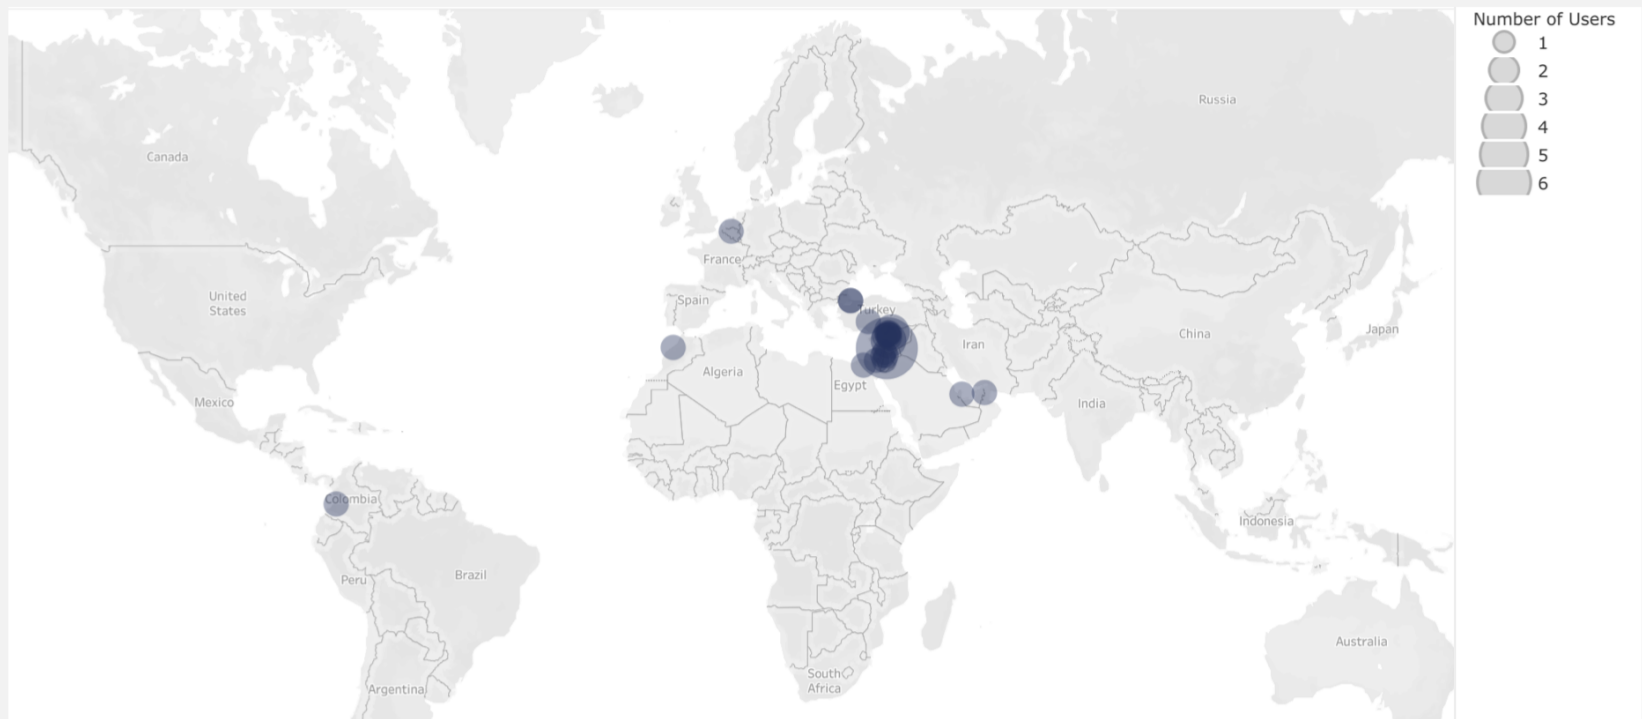 Number of Users
1
2
3
4
5
6
Russia
Canada
France
United
States
Spain
Turkey
China
Japan
Iran
Algeria
Egypt
Mexico
India
Colombia
Indonesia
Peru
Brazil
Australia
South
Africa
Argentina